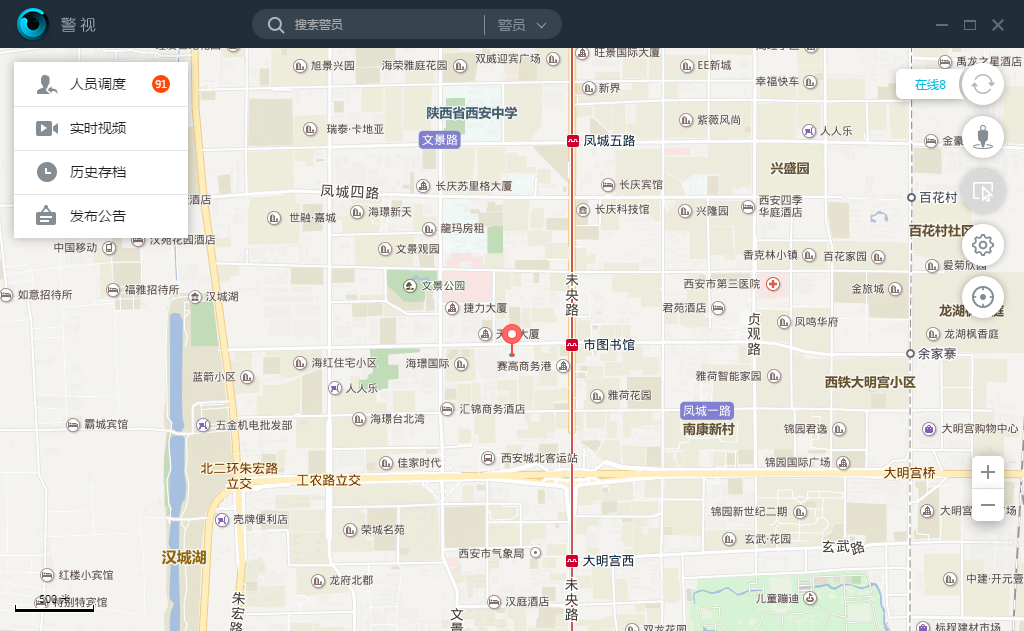 警视
搜索警员
警员
人员调度
91
实时视频
历史存档
发布公告
在线8
旭景兴园
海荣雅庭花园
双威迎宾广场
旺景国际大厦
EE新城
禹龙之星酒店
幸福快车
新界
陕西省西安中学
瑞泰·卡地亚
文景路
凤城五路
紫薇风尚
人人乐
兴盛园
凤城四路
长庆苏里格大厦
长庆宾馆
百花村
世融·嘉城
海璟新天
长庆科技馆
兴隆园
西安四季
华庭酒店
龍玛房租
百花村社区
中国移动
汉苑花园酒店
文景观园
香克林小镇
百花家园
爱菊欣园
如意招待所
福雅招待所
汉城湖
文景公园
未央路
西安市第三医院
金旅城
捷力大厦
君苑酒店
贞观路
凤鸣华府
龙湖枫香庭
市图书馆
余家寨
海红住宅小区
海璟国际
赛高商务港
蓝箭小区
人人乐
雅荷花园
雅荷智能家园
西铁大明宫小区
霸城宾馆
五金机电批发部
海璟台北湾
汇锦商务酒店
凤城一路
南康新村
锦园君逸
大明宫购物中心
佳家时代
西安城北客运站
锦园国际广场
北二环朱宏路
立交
工农路立交
大明宫桥
锦园新世纪二期
壳牌便利店
荣城名苑
玄武·花园
玄武路
汉城湖
西安市气象局
大明宫西
红楼小宾馆
龙府北郡
中建·开元
500 米
特别特宾馆
朱宏路
汉庭酒店
未央路
儿童蹦迪
文景
双龙花园
标程建材市场